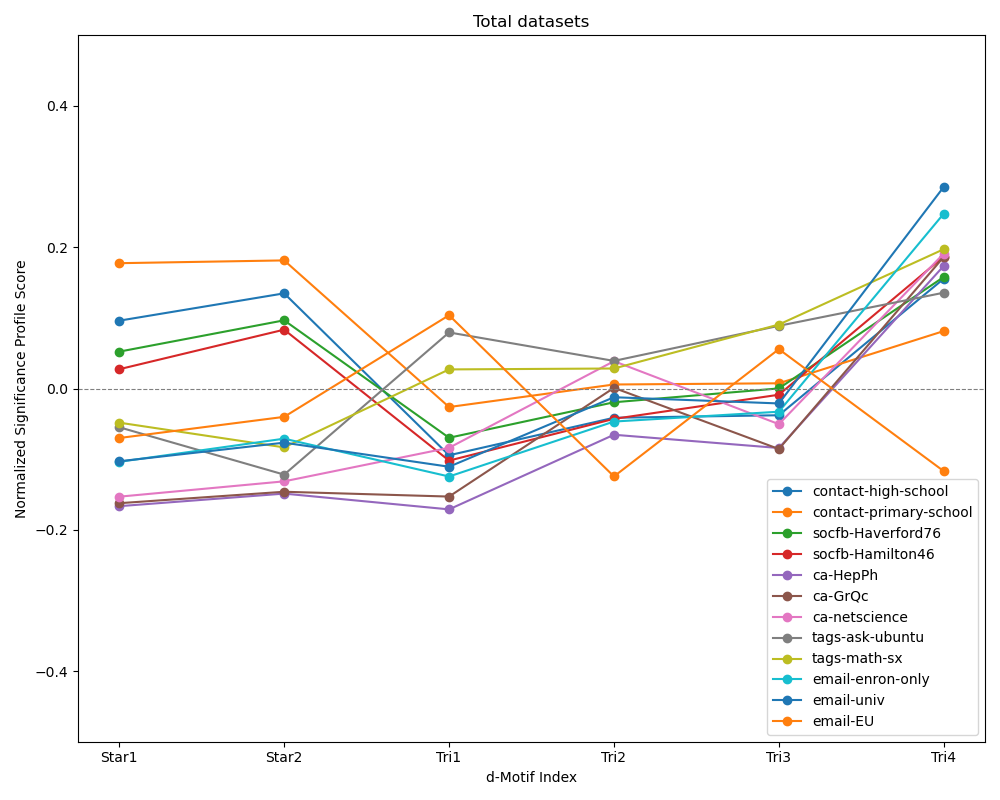 Total datasets
Normalized Significance Profile Score
0.4
0.2
0.0
−0.2
−0.4
contact-high-school
contact-primary-school
socfb-Haverford76
socfb-Hamilton46
ca-HepPh
ca-GrQc
ca-netscience
tags-ask-ubuntu
tags-math-sx
email-enron-only
email-univ
email-EU
Star1 Star2 Tri1 Tri2 Tri3 Tri4
d-Motif Index